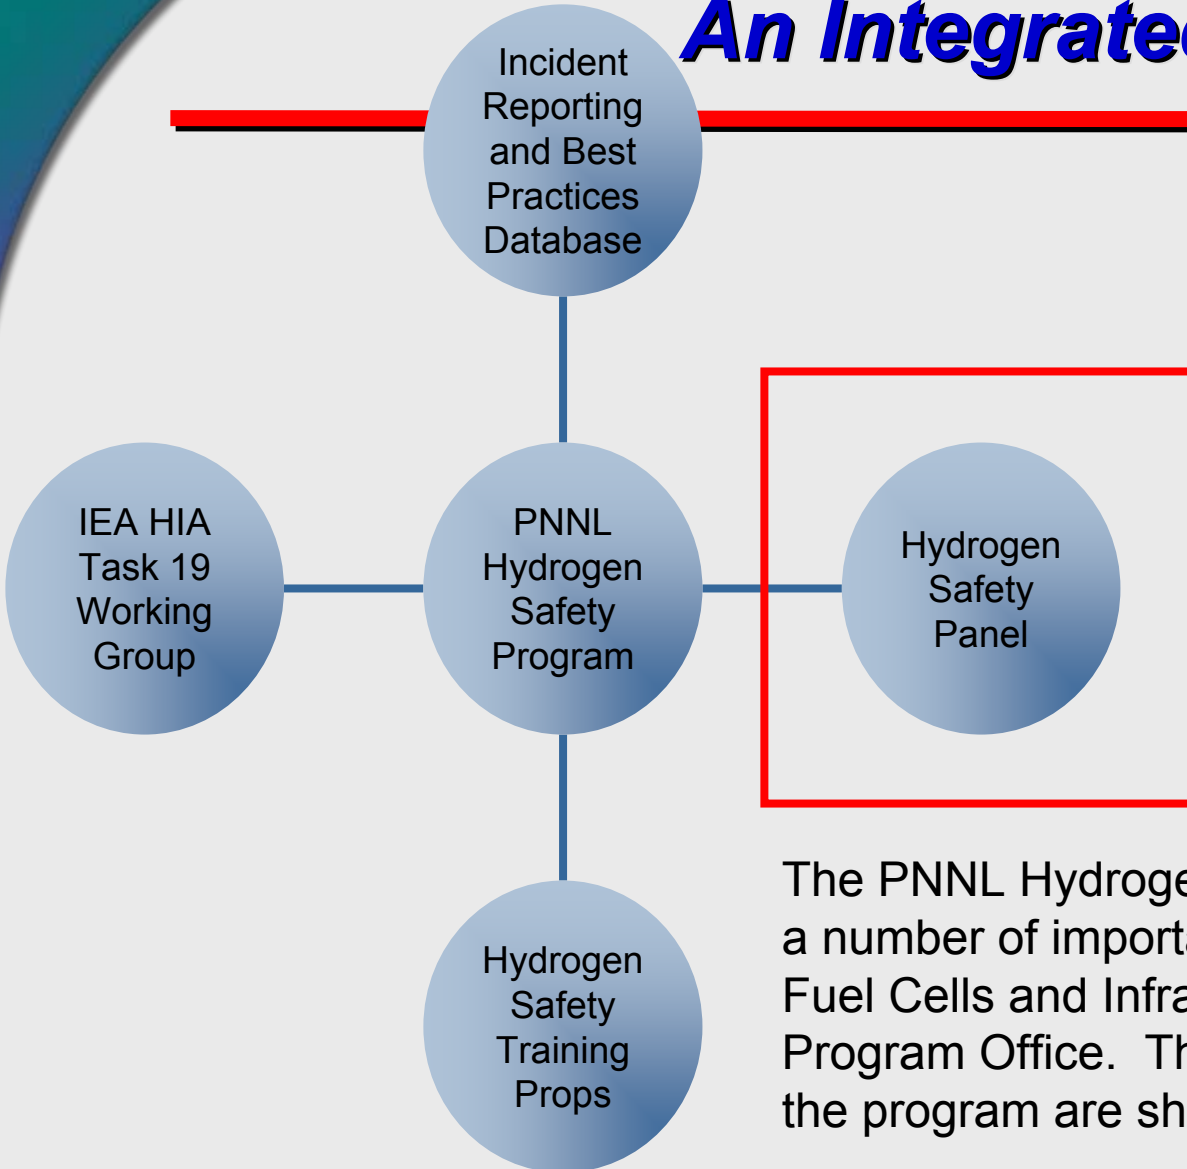 An Integrated
Incident
Reporting
and Best
Practices
Database
IEA HIA
Task 19
Working
Group
PNNL
Hydrogen
Safety
Program
Hydrogen
Safety
Panel
Hydrogen
Safety
Training
Props
The PNNL Hydroge
a number of importa
Fuel Cells and Infra
Program Office.  Th
the program are sh